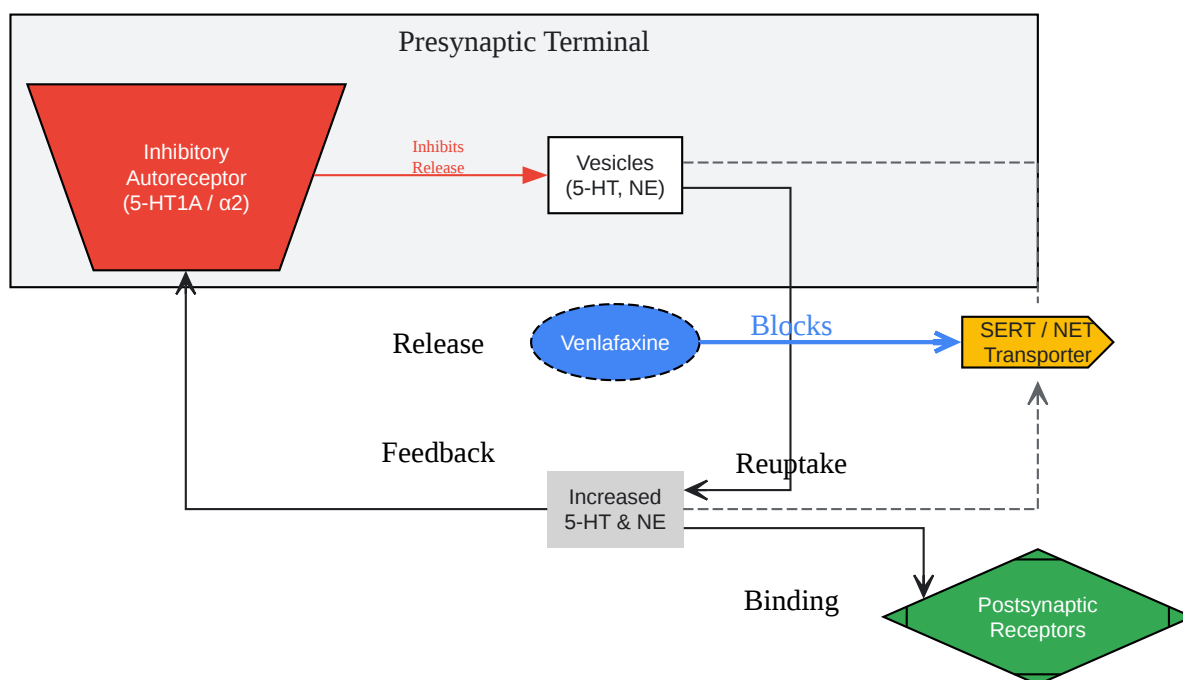 Presynaptic Terminal
Inhibitory
Autoreceptor
(5-HT1A / α2)
Inhibits
Release
Vesicles
(5-HT, NE)
Release
Venlafaxine
Blocks
SERT / NET
Transporter
Feedback
Reuptake
Increased
5-HT & NE
Binding
Postsynaptic
Receptors